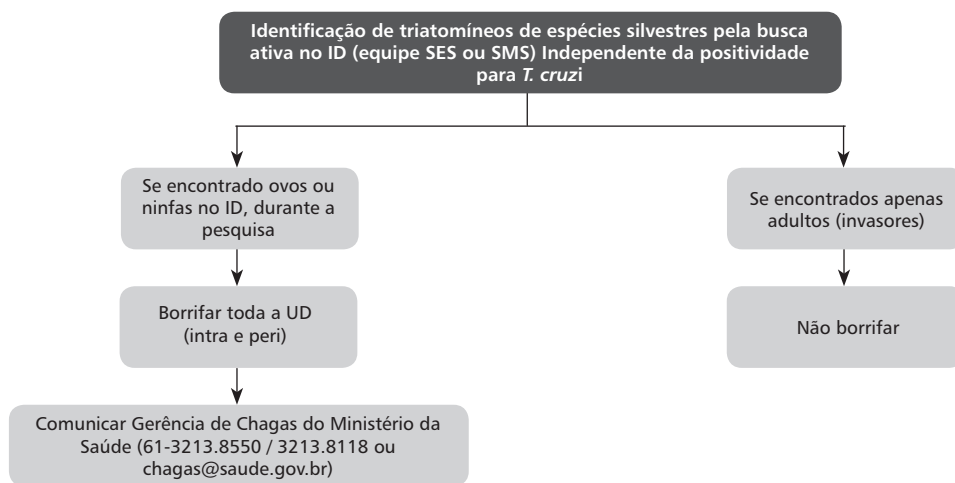 Identificação de triatomíneos de espécies silvestres pela busca
ativa no ID (equipe SES ou SMS) Independente da positividade
para T. cruzi
Se encontrado ovos ou
ninfas no ID, durante a
pesquisa
Se encontrados apenas
adultos (invasores)
Borrifar toda a UD
(intra e peri)
Não borrifar
Comunicar Gerência de Chagas do Ministério da
Saúde (61-3213.8550 / 3213.8118 ou
chagas@saude.gov.br)